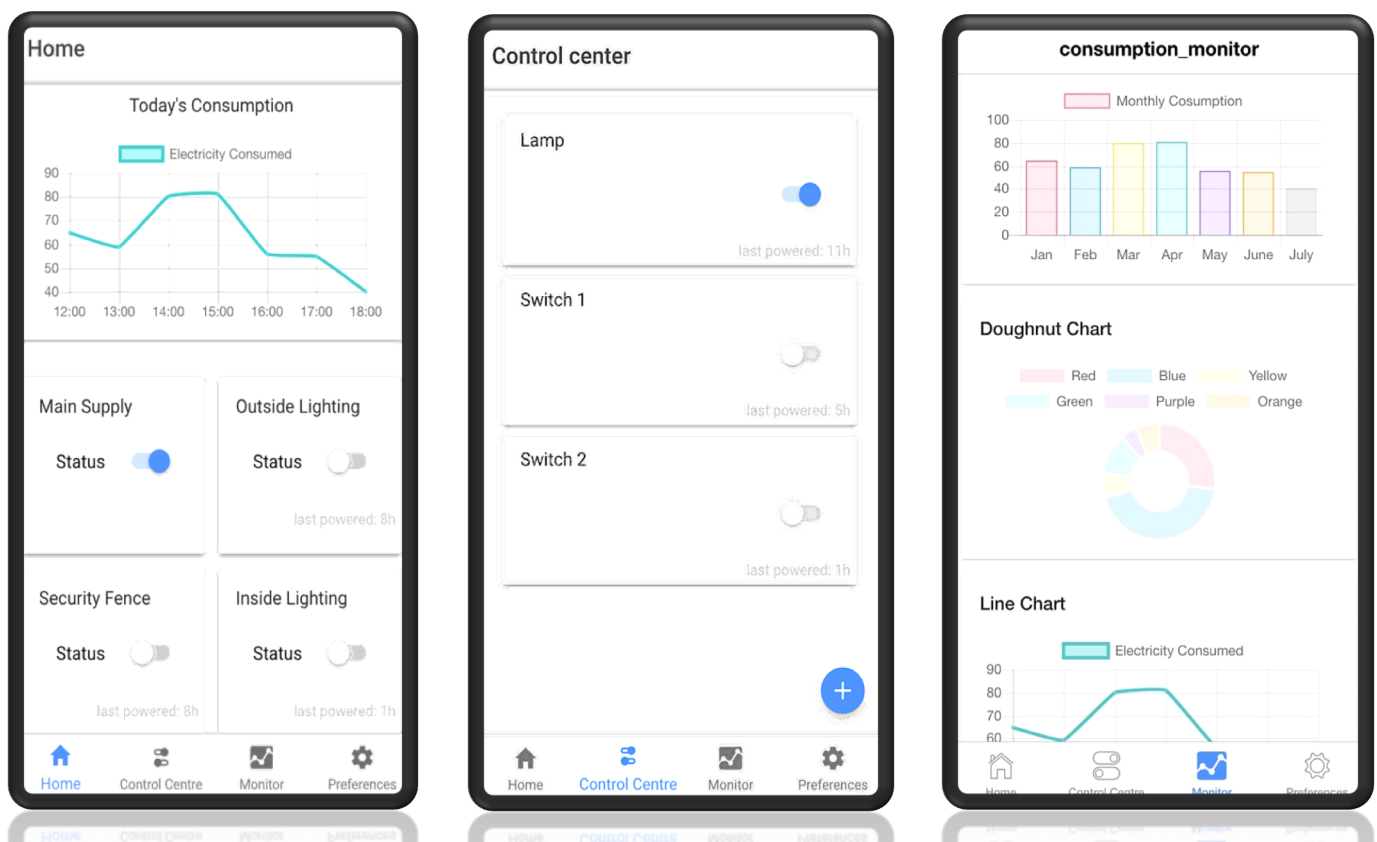 Home
Today's Consumption
Electricity Consumed
90
80
70
60
50
40
12:00 13:00 14:00 15:00 16:00 17:00 18:00
Main Supply
Status
Outside Lighting
Status
last powered: 8h
Security Fence
Status
last powered: 8h
Inside Lighting
Status
last powered: 1h
Home Control Centre Monitor Preferences
Control center
Lamp
last powered: 11h
Switch 1
last powered: 5h
Switch 2
last powered: 1h
+
Home Control Centre Monitor Preferences
consumption_monitor
Monthly Cosumption
100
80
60
40
20
0
Jan Feb Mar Apr May June July
Doughnut Chart
Red Blue Yellow
Green Purple Orange
Line Chart
Electricity Consumed
90
80
70
60
Home Control Centre Monitor Preferences